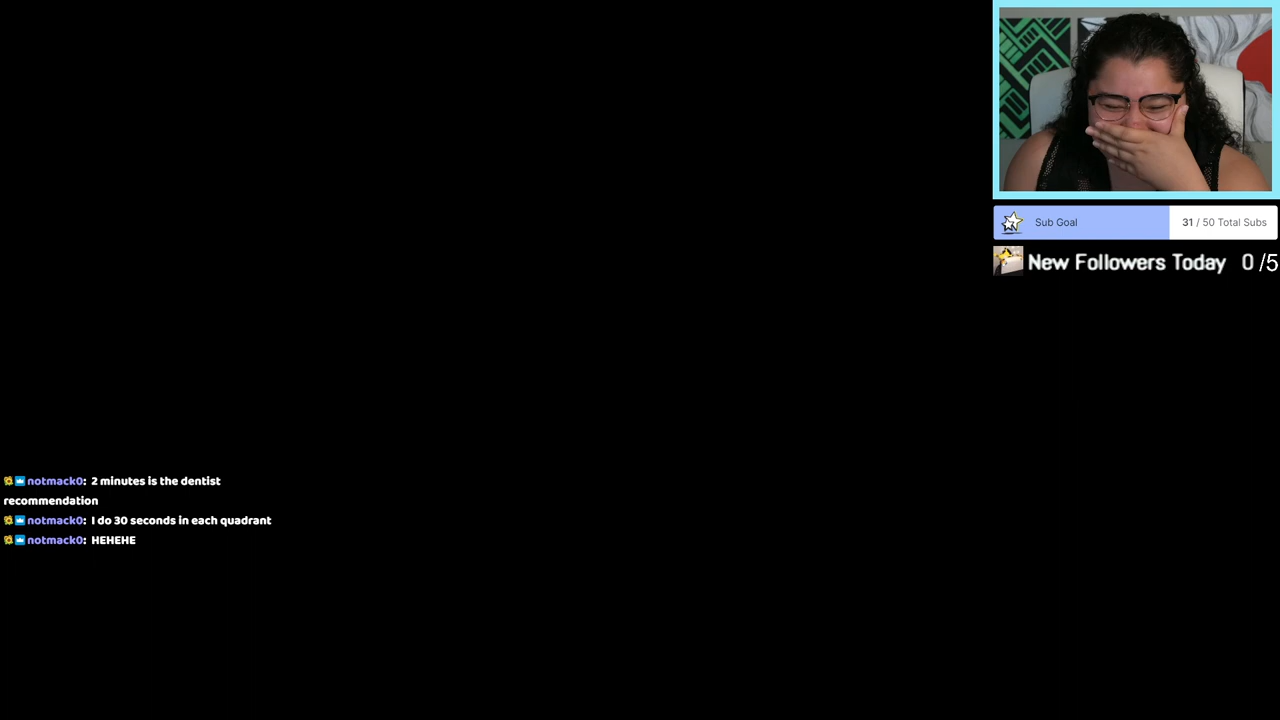 Sub Goal 31 / 50 Total Subs
New Followers Today 0 /5
notmack0: 2 minutes is the dentist
recommendation
notmack0: I do 30 seconds in each quadrant
notmack0: HEHEHE